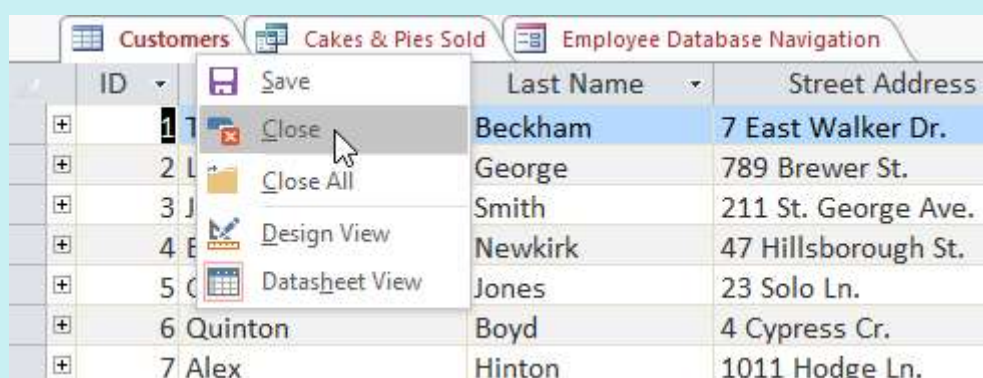 Customers Cakes & Pies Sold Employee Database Navigation
ID Last Name Street Address
Save
1 T Beckham 7 East Walker Dr.
Close
2 L George 789 Brewer St.
Close All
3 J Smith 211 St. George Ave.
4 E Newkirk 47 Hillsborough St.
Design View
5 Jones 23 Solo Ln.
Datasheet View
6 Quinton Boyd 4 Cypress Cr.
7 Alex Hinton 1011 Hodge Ln.